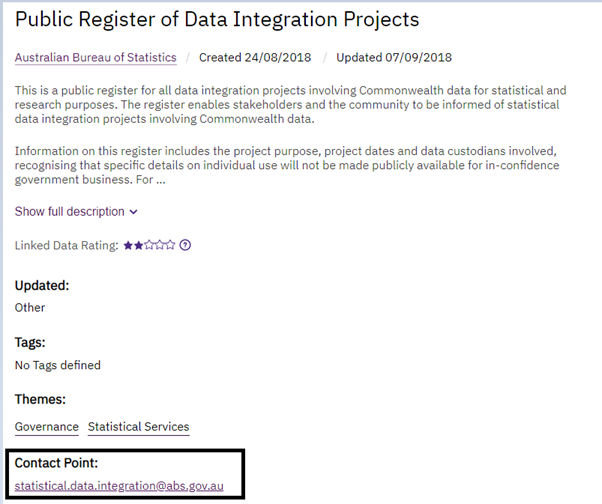 Public Register of Data Integration Projects
Australian Bureau of Statistics / Created 24/08/2018 / Updated 07/09/2018
This is a public register for all data integration projects involving Commonwealth data for statistical and
research purposes. The register enables stakeholders and the community to be informed of statistical
data integration projects involving Commonwealth data.
Information on this register includes the project purpose, project dates and data custodians involved,
recognising that specific details on individual use will not be made publicly available for in-confidence
government business. For ...
Show full description
Linked Data Rating: ★★☆☆☆ ?
Updated:
Other
Tags:
No Tags defined
Themes:
Governance Statistical Services
Contact Point:
statistical.data.integration@abs.gov.au